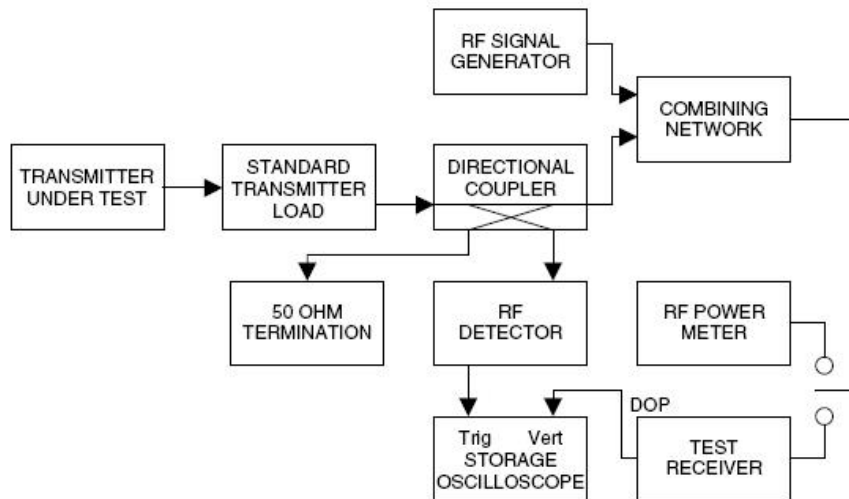 RF SIGNAL
GENERATOR
COMBINING
NETWORK
TRANSMITTER
UNDER TEST
STANDARD
TRANSMITTER
LOAD
DIRECTIONAL
COUPLER
50 OHM
TERMINATION
RF
DETECTOR
RF POWER
METER
DOP
Trig Vert
STORAGE
OSCILLOSCOPE
TEST
RECEIVER